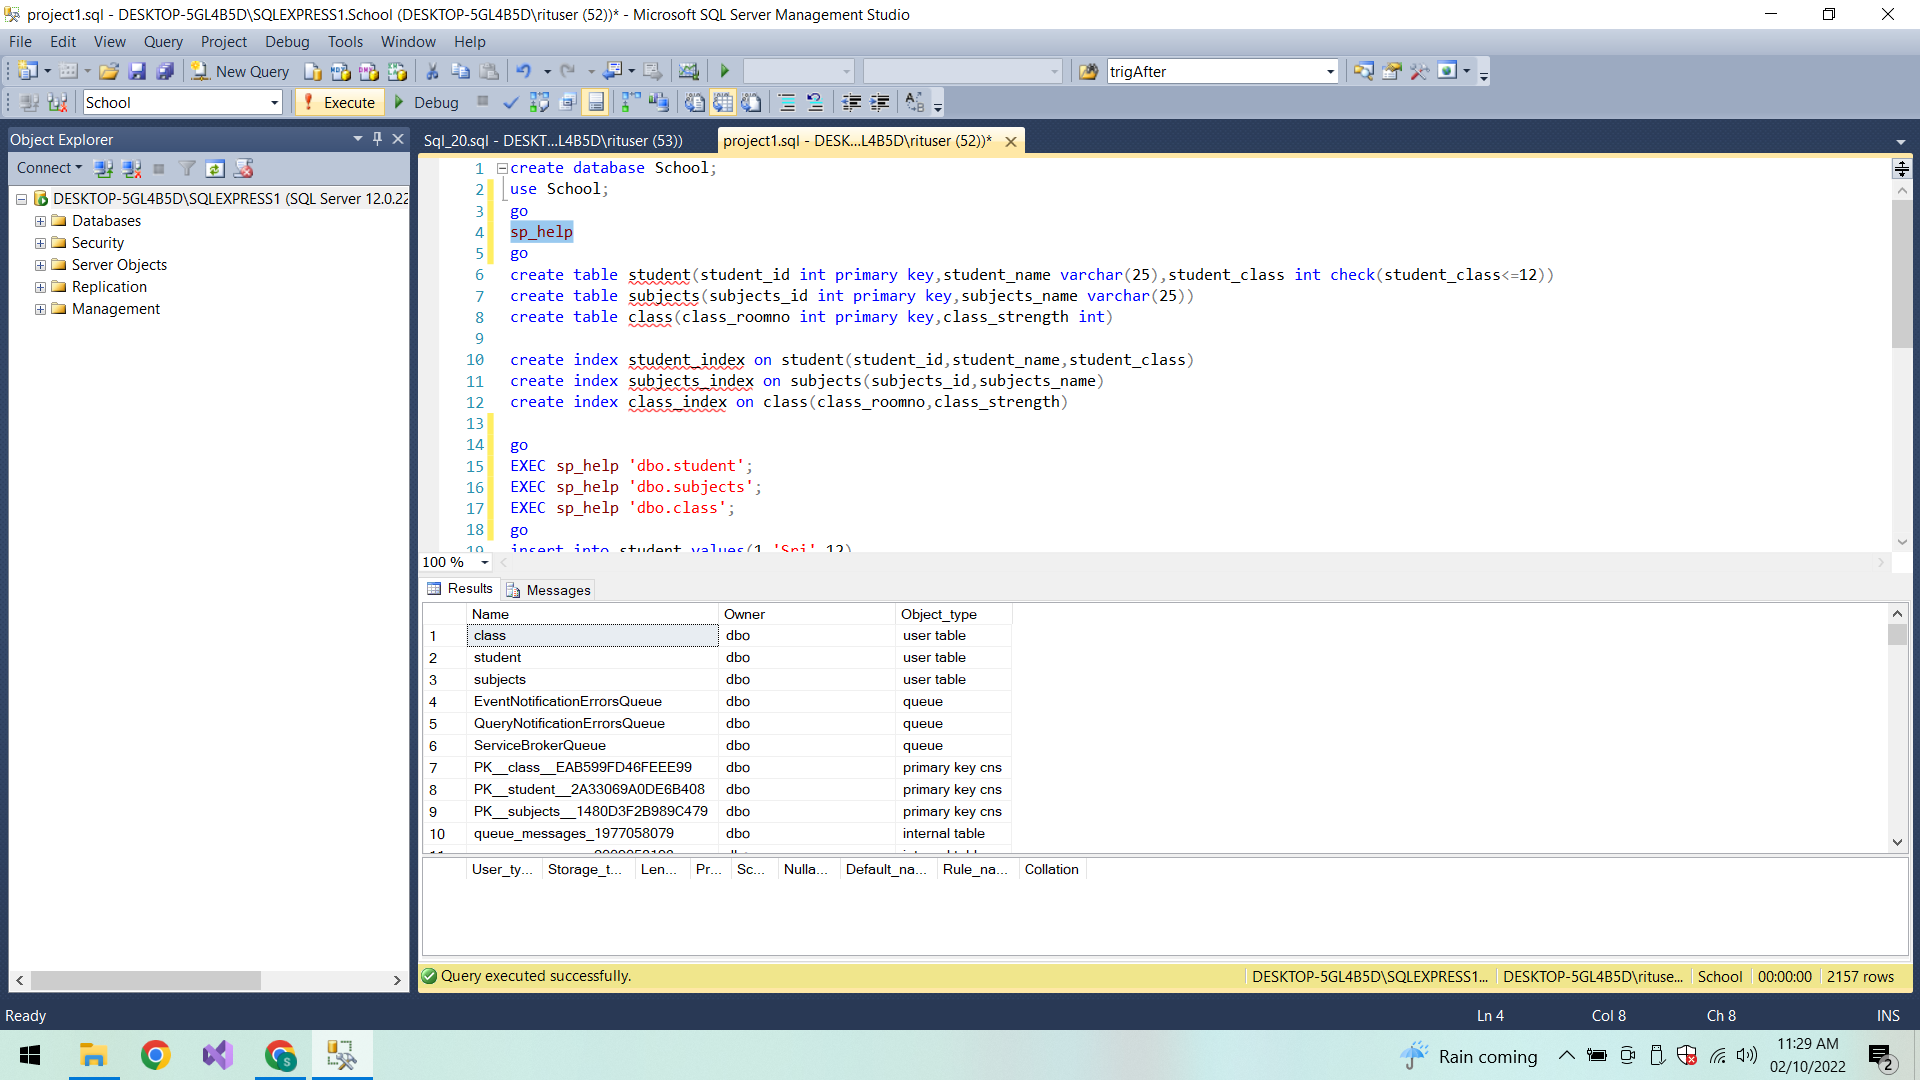 project1.sql - DESKTOP-5GL4B5D\SQLEXPRESS1.School (DESKTOP-5GL4B5D\rituser (52))* - Microsoft SQL Server Management Studio
File Edit View Query Project Debug Tools Window Help
New Query
trigAfter
School
Execute
Debug
Object Explorer
Connect
DESKTOP-5GL4B5D\SQLEXPRESS1 (SQL Server 12.0.22
Databases
Security
Server Objects
Replication
Management
Sql_20.sql - DESKT...L4B5D\rituser (53))
project1.sql - DESK...L4B5D\rituser (52))*
1 create database School;
2 use School;
3 go
4 sp_help
5 go
6 create table student(student_id int primary key,student_name varchar(25),student_class int check(student_class<=12))
7 create table subjects(subjects_id int primary key,subjects_name varchar(25))
8 create table class(class_roomno int primary key,class_strength int)
9
10 create index student_index on student(student_id,student_name,student_class)
11 create index subjects_index on subjects(subjects_id,subjects_name)
12 create index class_index on class(class_roomno,class_strength)
13
14 go
15 EXEC sp_help 'dbo.student';
16 EXEC sp_help 'dbo.subjects';
17 EXEC sp_help 'dbo.class';
18 go
19 insert into student values(1,'Sri',12)
100 %
Results Messages
Name Owner Object_type
1 class dbo user table
2 student dbo user table
3 subjects dbo user table
4 EventNotificationErrorsQueue dbo queue
5 QueryNotificationErrorsQueue dbo queue
6 ServiceBrokerQueue dbo queue
7 PK__class__EAB599FD46FEEE99 dbo primary key cns
8 PK__student__2A33069A0DE6B408 dbo primary key cns
9 PK__subjects__1480D3F2B989C479 dbo primary key cns
10 queue_messages_1977058079 dbo internal table
User_ty... Storage_t... Len... Pr... Sc... Nulla... Default_na... Rule_na... Collation
Query executed successfully.
DESKTOP-5GL4B5D\SQLEXPRESS1... DESKTOP-5GL4B5D\rituse... School 00:00:00 2157 rows
Ready
Ln 4 Col 8 Ch 8 INS
Rain coming
11:29 AM
02/10/2022
2